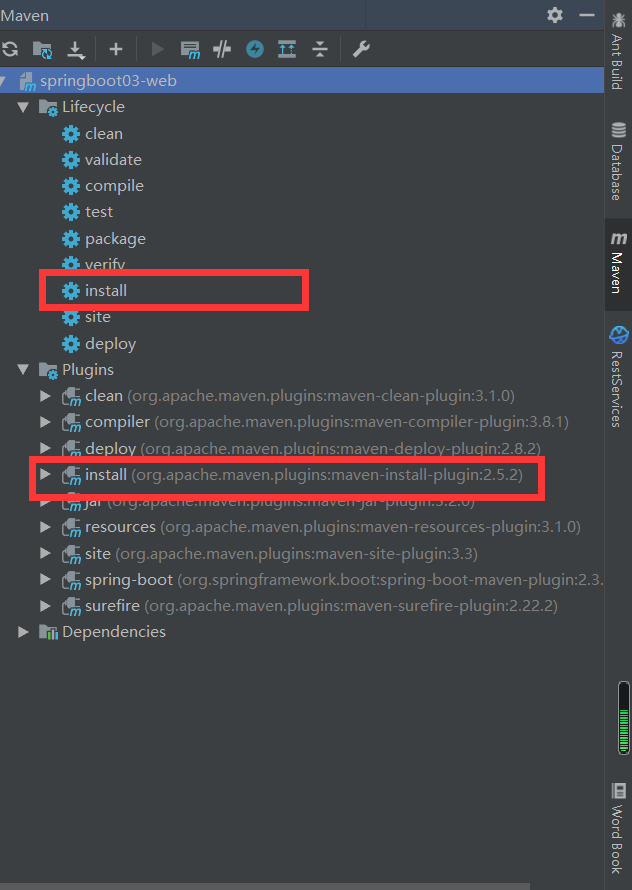 Maven
springboot03-web
Lifecycle
clean
validate
compile
test
package
verify
install
site
deploy
Plugins
clean (org.apache.maven.plugins:maven-clean-plugin:3.1.0)
compiler (org.apache.maven.plugins:maven-compiler-plugin:3.8.1)
deploy (org.apache.maven.plugins:maven-deploy-plugin:2.8.2)
install (org.apache.maven.plugins:maven-install-plugin:2.5.2)
jar (org.apache.maven.plugins:maven-jar-plugin:3.2.0)
resources (org.apache.maven.plugins:maven-resources-plugin:3.1.0)
site (org.apache.maven.plugins:maven-site-plugin:3.3)
spring-boot (org.springframework.boot:spring-boot-maven-plugin:2.3.
surefire (org.apache.maven.plugins:maven-surefire-plugin:2.22.2)
Dependencies
Ant Build
Database
Maven
RestServices
Word Book